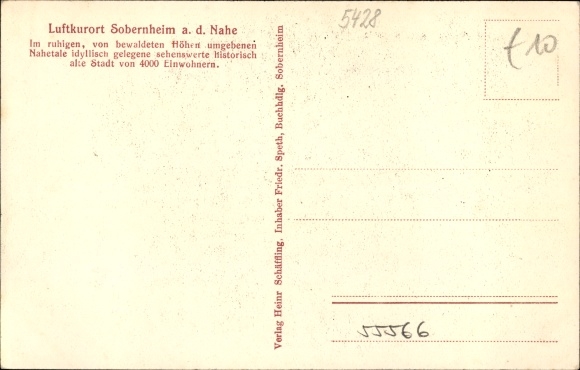 Luftkurort Sobernheim a. d. Nahe
Im ruhigen, von bewaldeten Höhen umgebenen
Nahetale idyllisch gelegene sehenswerte historisch
alte Stadt von 4000 Einwohnern.
Verlag Heinr Schäffling, Inhaber Friedr. Speth, Buchhdlg. Sobernheim
5428
£10
55566